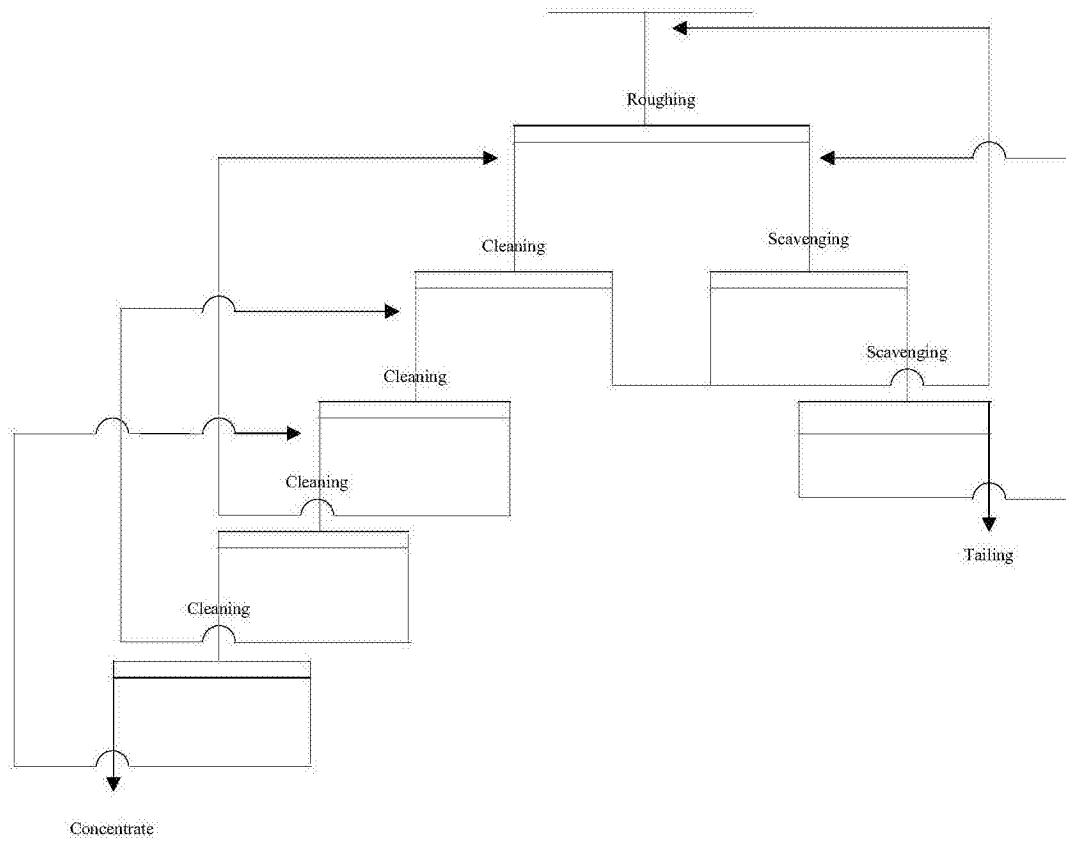 Roughing
Cleaning
Scavenging
Scavenging
Cleaning
Cleaning
Tailing
Cleaning
Concentrate